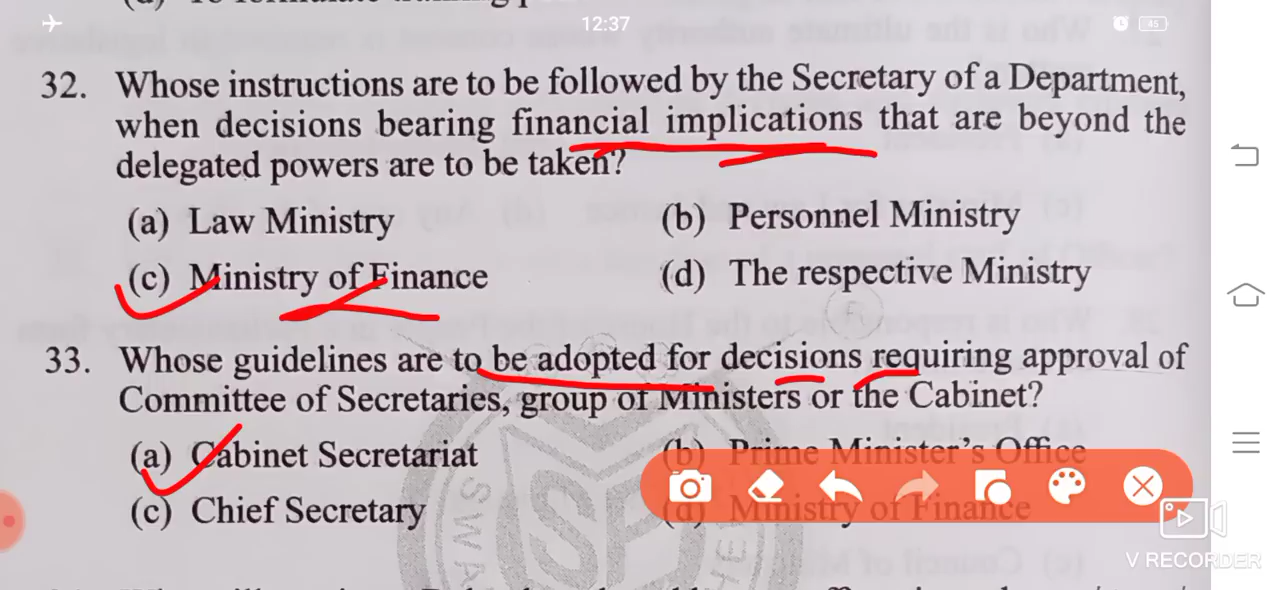 12:37
45
32. Whose instructions are to be followed by the Secretary of a Department,
when decisions bearing financial implications that are beyond the
delegated powers are to be taken?
(a) Law Ministry (b) Personnel Ministry
(c) Ministry of Finance (d) The respective Ministry
33. Whose guidelines are to be adopted for decisions requiring approval of
Committee of Secretaries, group of Ministers or the Cabinet?
(a) Cabinet Secretariat (b) Prime Minister's Office
(c) Chief Secretary (d) Ministry of Finance
SP
SWA
V RECORDER